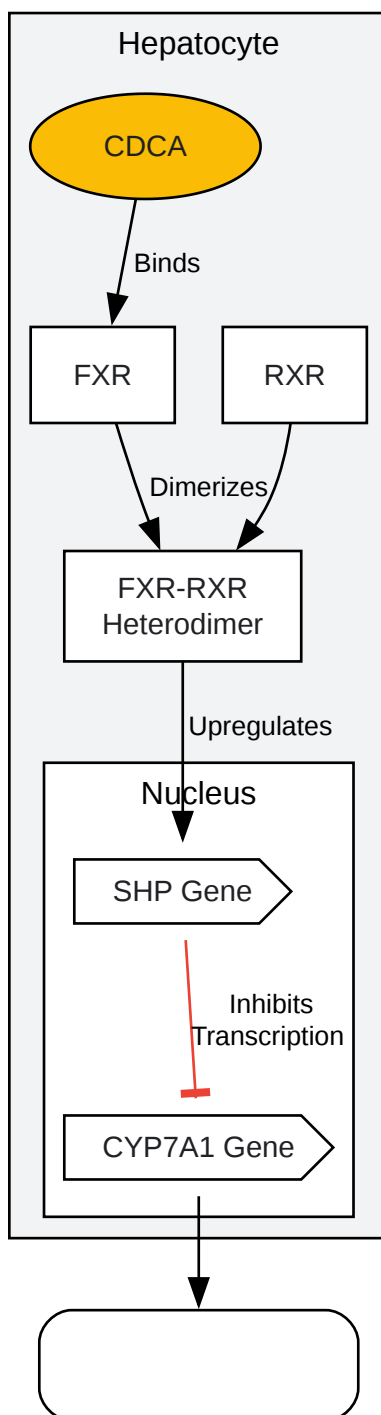 Hepatocyte
CDCA
Binds
FXR
RXR
Dimerizes
FXR-RXR
Heterodimer
Upregulates
Nucleus
SHP Gene
Inhibits
Transcription
CYP7A1 Gene